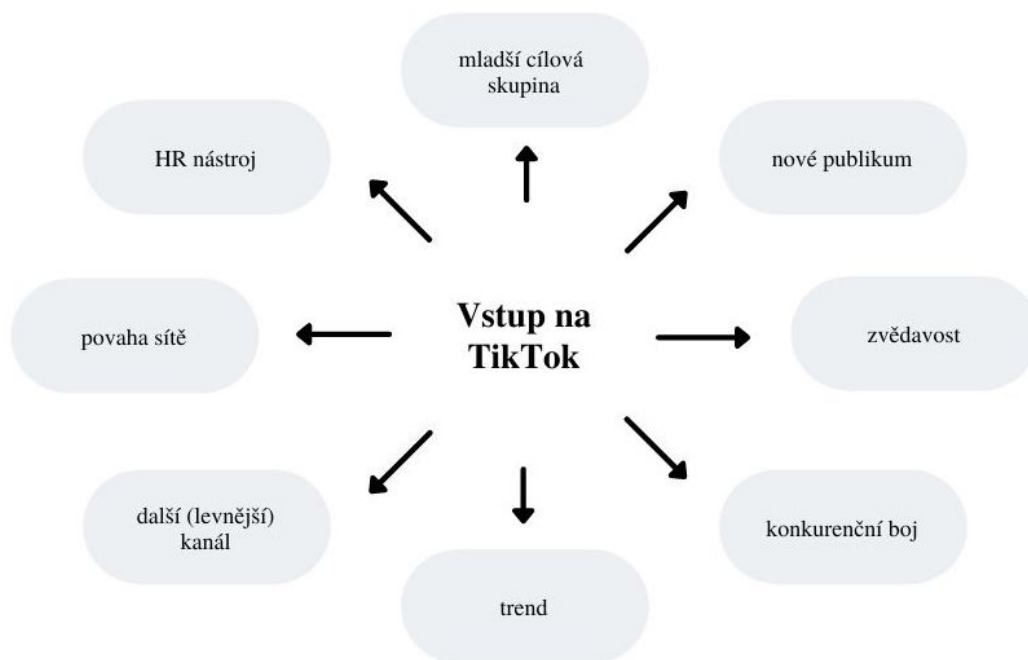 mladší cílová
skupina
HR nástroj
nové publikum
Vstup na
TikTok
povaha sítě
zvědavost
další (levnější)
kanál
konkurenční boj
trend